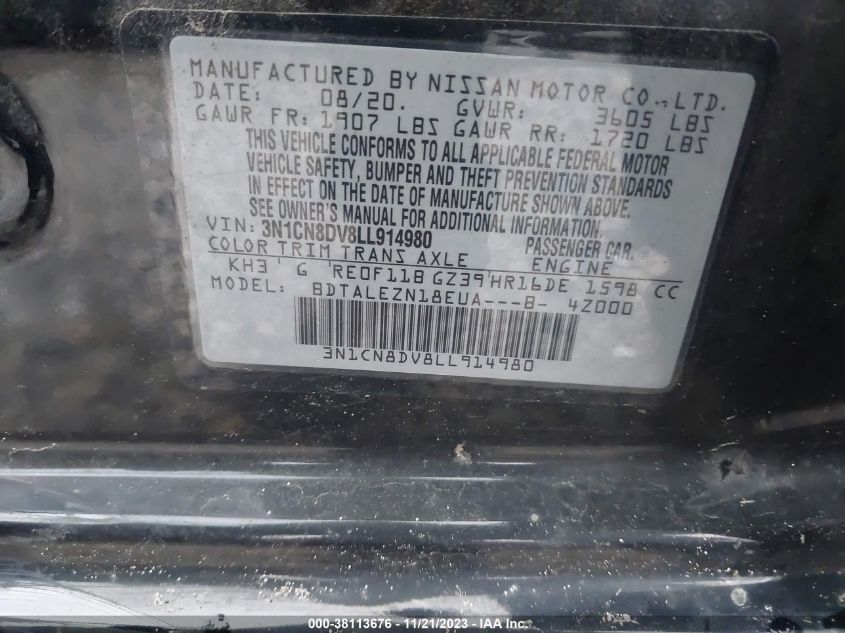 MANUFACTURED BY NISSAN MOTOR CO., LTD.
DATE: 08/20. GVWR: 3605 LBS
GAWR FR: 1907 LBS GAWR RR: 1720 LBS
THIS VEHICLE CONFORMS TO ALL APPLICABLE FEDERAL MOTOR
VEHICLE SAFETY, BUMPER AND THEFT PREVENTION STANDARDS
IN EFFECT ON THE DATE OF MANUFACTURE SHOWN ABOVE.
SEE OWNER'S MANUAL FOR ADDITIONAL INFORMATION.
VIN: 3N1CN8DV8LL914980 PASSENGER CAR.
COLOR TRIM TRANS AXLE ENGINE
KH3 G RE0F11B GZ39 HR16DE 1598 CC
MODEL: BDTALEZN18EUA---B- 4Z000
3N1CN8DV8LL914980
000-38113676 - 11/21/2023 - IAA Inc.